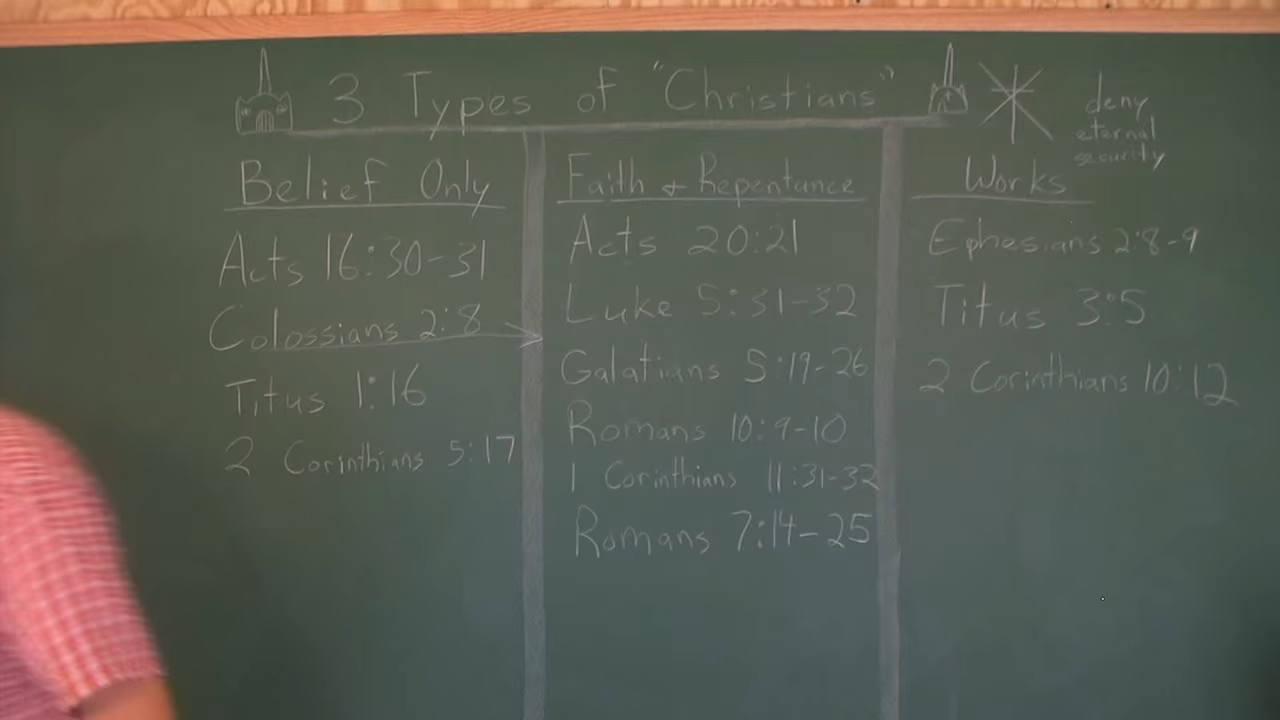 3 Types of "Christians"
deny
eternal
security
Belief Only
Acts 16:30-31
Colossians 2:8
Titus 1:16
2 Corinthians 5:17
Faith & Repentance
Acts 20:21
Luke 5:31-32
Galatians 5:19-26
Romans 10:9-10
1 Corinthians 11:31-32
Romans 7:14-25
Works
Ephesians 2:8-9
Titus 3:5
2 Corinthians 10:12